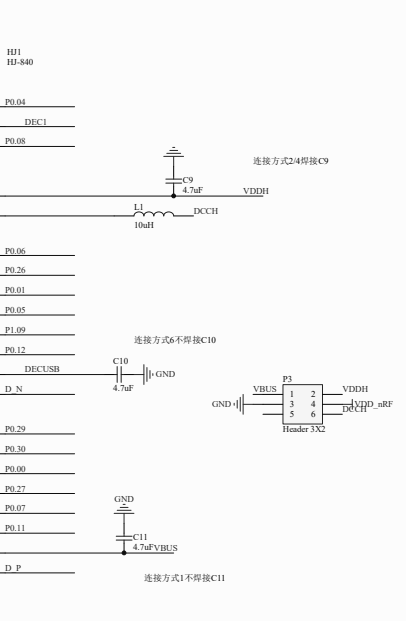 HJ1
HJ-840
P0.04
DEC1
P0.08
连接方式2/4焊接C9
C9
4.7uF
VDDH
L1
DCCH
10uH
P0.06
P0.26
P0.01
P0.05
P1.09
连接方式6不焊接C10
P0.12
C10
DECUSB
GND
4.7uF
D_N
P3
VBUS
1
2
VDDH
GND
3
4
VDD_nRF
5
6
DCCH
Header 3X2
P0.29
P0.30
P0.00
P0.27
P0.07
GND
P0.11
C11
4.7uF
VBUS
D_P
连接方式1不焊接C11